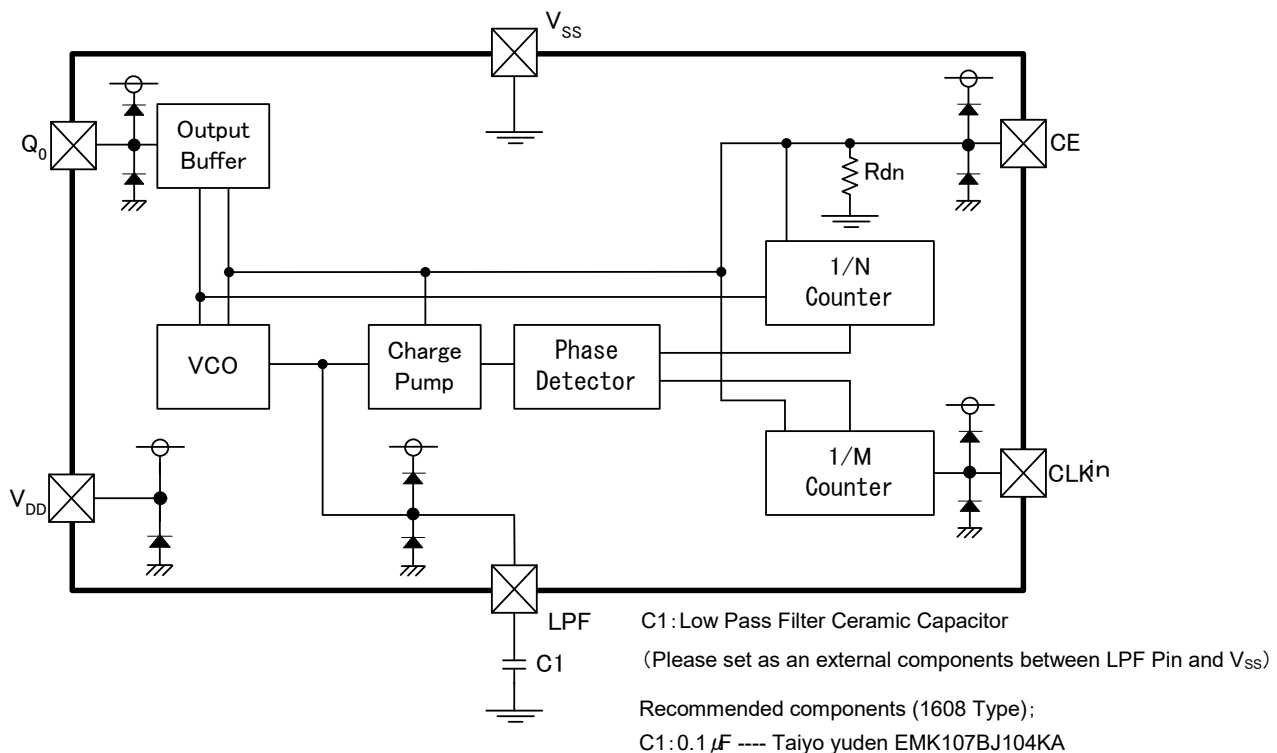 VSS
Q0
Output
Buffer
CE
Rdn
1/N
Counter
VCO
Charge
Pump
Phase
Detector
VDD
1/M
Counter
CLKin
LPF
C1
C1:Low Pass Filter Ceramic Capacitor
(Please set as an external components between LPF Pin and VSS)
Recommended components (1608 Type);
C1:0.1 μF ---- Taiyo yuden EMK107BJ104KA